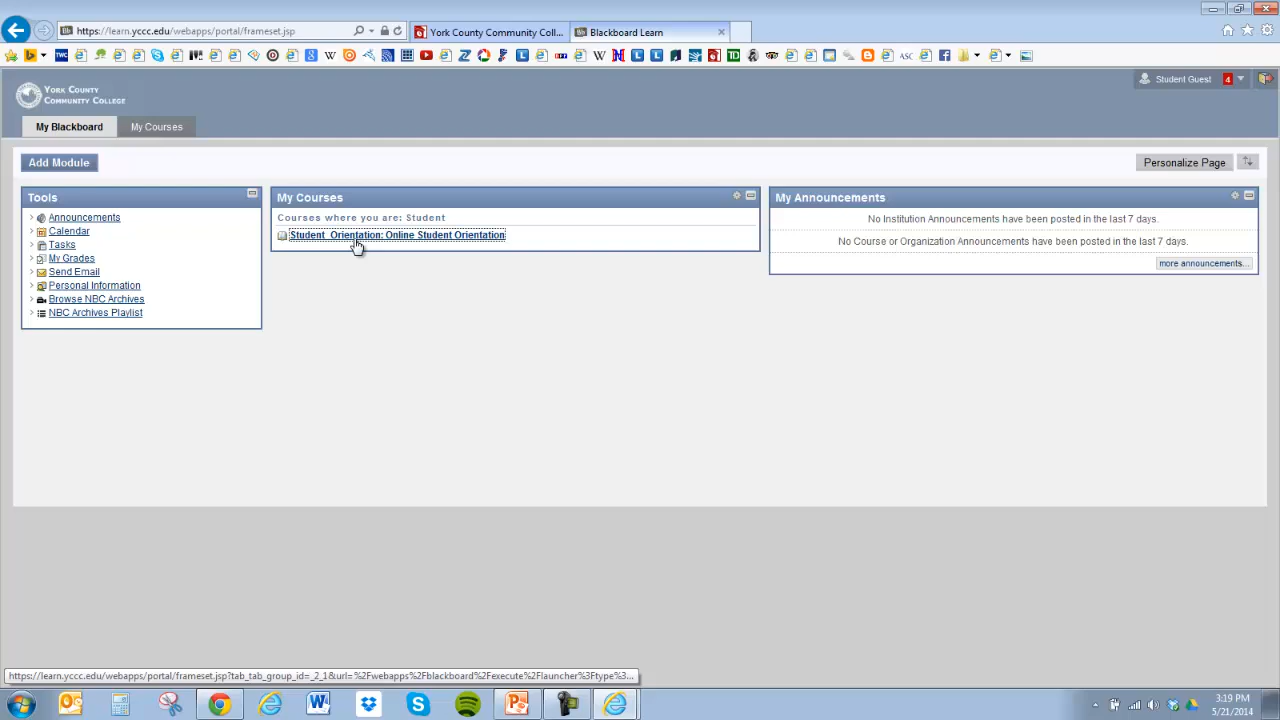 https://learn.yccc.edu/webapps/portal/frameset.jsp
York County Community Coll...
Blackboard Learn
YORK COUNTY
COMMUNITY COLLEGE
Student Guest 4
My Blackboard
My Courses
Add Module
Personalize Page
Tools
Announcements
Calendar
Tasks
My Grades
Send Email
Personal Information
Browse NBC Archives
NBC Archives Playlist
My Courses
Courses where you are: Student
Student_Orientation: Online Student Orientation
My Announcements
No Institution Announcements have been posted in the last 7 days.
No Course or Organization Announcements have been posted in the last 7 days.
more announcements...
https://learn.yccc.edu/webapps/portal/frameset.jsp?tab_tab_group_id=_2_1&url=%2Fwebapps%2Fblackboard%2Fexecute%2Flauncher%3Ftype%3...
3:19 PM
5/21/2014